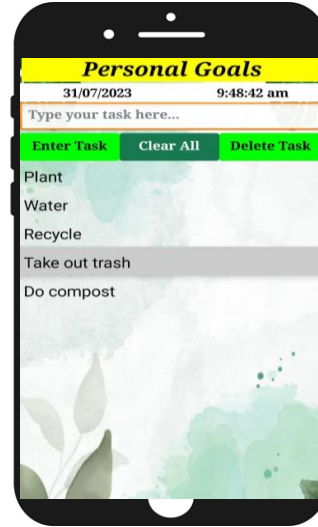 Personal Goals
31/07/2023 9:48:42 am
Type your task here...
Enter Task Clear All Delete Task
Plant
Water
Recycle
Take out trash
Do compost